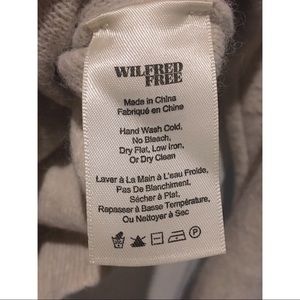 WILFRED
FREE
Made in China
Fabriqué en Chine
Hand Wash Cold,
No Bleach,
Dry Flat, Low Iron,
Or Dry Clean
Laver à La Main à L'eau Froide,
Pas De Blanchiment,
Sécher à Plat,
Repasser à Basse Température,
Ou Nettoyer à Sec
P